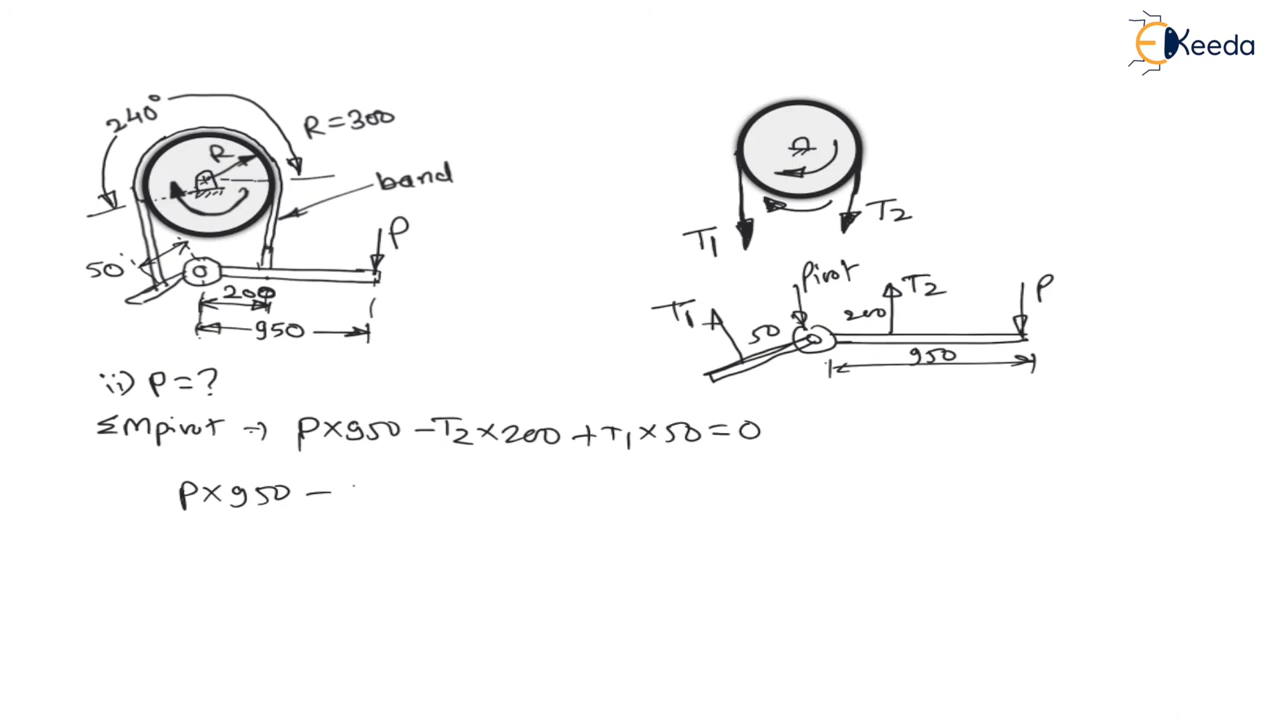 EKeeda
240°
R=300
R
band
P
50
200
950
T1
T2
Pivot
T1
50
200
T2
P
950
ii) P=?
ΣMpivot ⇒ P×950 - T2×200 + T1×50 = 0
P×950 -